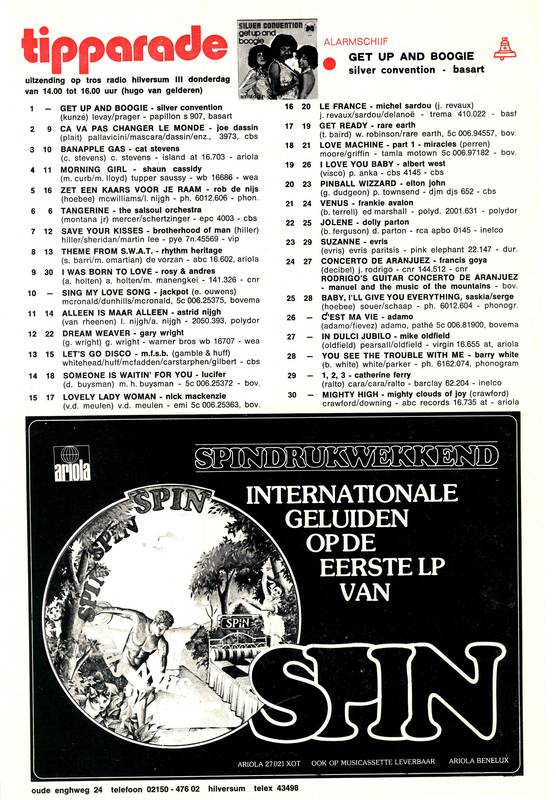 tipparade
uitzending op tros radio hilversum III donderdag
van 14.00 tot 16.00 uur (hugo van gelderen)
SILVER CONVENTION
get up and
boogie
ALARMSCHIJF
GET UP AND BOOGIE
silver convention - basart
1 — GET UP AND BOOGIE - silver convention
(kunze) levay/prager - papillon s 907, basart
2 9 CA VA PAS CHANGER LE MONDE - joe dassin
(plait) pallavicini/mascara/dassin/enz., 3973, cbs
3 10 BANAPPLE GAS - cat stevens
(c. stevens) c. stevens - island at 16.703 - ariola
4 11 MORNING GIRL - shaun cassidy
(m. curb/m. lloyd) tupper saussy - wb 16686 - wea
5 16 ZET EEN KAARS VOOR JE RAAM - rob de nijs
(hoebee) mcwilliams/l. nijgh - ph. 6012.606 - phon.
6 6 TANGERINE - the salsoul orchestra
(montana jr) mercer/schertzinger - epc 4003 - cbs
7 12 SAVE YOUR KISSES - brotherhood of man (hiller)
hiller/sheridan/martin lee - pye 7n.45569 - vip
8 13 THEME FROM S.W.A.T. - rhythm heritage
(s. barri/m. omartian) de vorzan - abc 16.602, ariola
9 30 I WAS BORN TO LOVE - rosy & andres
(a. holten) a. holten/m. manengkei - 141.326 - cnr
10 — SING MY LOVE SONG - jackpot (e. ouwens)
mcronald/dunhills/mcronald, 5c 006.25375, bovema
11 14 ALLEEN IS MAAR ALLEEN - astrid nijgh
(van rheenen) l. nijgh/a. nijgh - 2050.393, polydor
12 22 DREAM WEAVER - gary wright
(g. wright) g. wright - warner bros wb 16707 - wea
13 15 LET'S GO DISCO - m.f.s.b. (gamble & huff)
whitehead/huff/mcfadden/carstarphen/gilbert - cbs
14 18 SOMEONE IS WAITIN' FOR YOU - lucifer
(d. buysman) m.h. buysman - 5c 006.25372 - bov.
15 17 LOVELY LADY WOMAN - nick mackenzie
(v.d. meulen) v.d. meulen - emi 5c 006.25363, bov.
16 20 LE FRANCE - michel sardou (j. revaux)
j. revaux/sardou/delanoë - trema 410.022 - basf
17 19 GET READY - rare earth
(t. baird) w. robinson/rare earth, 5c 006.94557, bov.
18 21 LOVE MACHINE - part 1 - miracles (perren)
moore/griffin - tamla motown 5c 006.97182 - bov.
19 26 I LOVE YOU BABY - albert west
(visco) p. anka - cbs 4145 - cbs
20 23 PINBALL WIZZARD - elton john
(g. dudgeon) p. townsend - djm djs 652 - cbs
21 24 VENUS - frankie avalon
(b. terrell) ed marshall - polyd. 2001.631 - polydor
22 25 JOLENE - dolly parton
(b. ferguson) d. parton - rca apbo 0145 - inelco
23 29 SUZANNE - evris
(evris) evris paritsis - pink elephant 22.147 - dur.
24 27 CONCERTO DE ARANJUEZ - francis goya
(decibel) j. rodrigo - cnr 144.512 - cnr
RODRIGO'S GUITAR CONCERTO DE ARANJUEZ
- manuel and the music of the mountains - bov.
25 28 BABY, I'LL GIVE YOU EVERYTHING, saskia/serge
(hoebee) souer/schaap - ph. 6012.604 - phonogr.
26 — C'EST MA VIE - adamo
(adamo/fievez) adamo, pathé 5c 006.81900, bovema
27 — IN DULCI JUBILO - mike oldfield
(oldfield) pearsall/oldfield - virgin 16.655 at, ariola
28 — YOU SEE THE TROUBLE WITH ME - barry white
(b. white) white/parker - ph. 6162.074, phonogram
29 — 1, 2, 3 - catherine ferry
(ralto) cara/cara/ralto - barclay 62.204 - inelco
30 — MIGHTY HIGH - mighty clouds of joy (crawford)
crawford/downing - abc records 16.735 at - ariola
ariola
SPINDRUKWEKKEND
INTERNATIONALE
GELUIDEN
OP DE
EERSTE LP
VAN
SPIN
SPIN
SPIN
SPIN
SPIN
SPIN
ARIOLA 27021 XOT OOK OP MUSICASSETTE LEVERBAAR ARIOLA BENELUX
oude enghweg 24 telefoon 02150 - 476 02 hilversum telex 43498